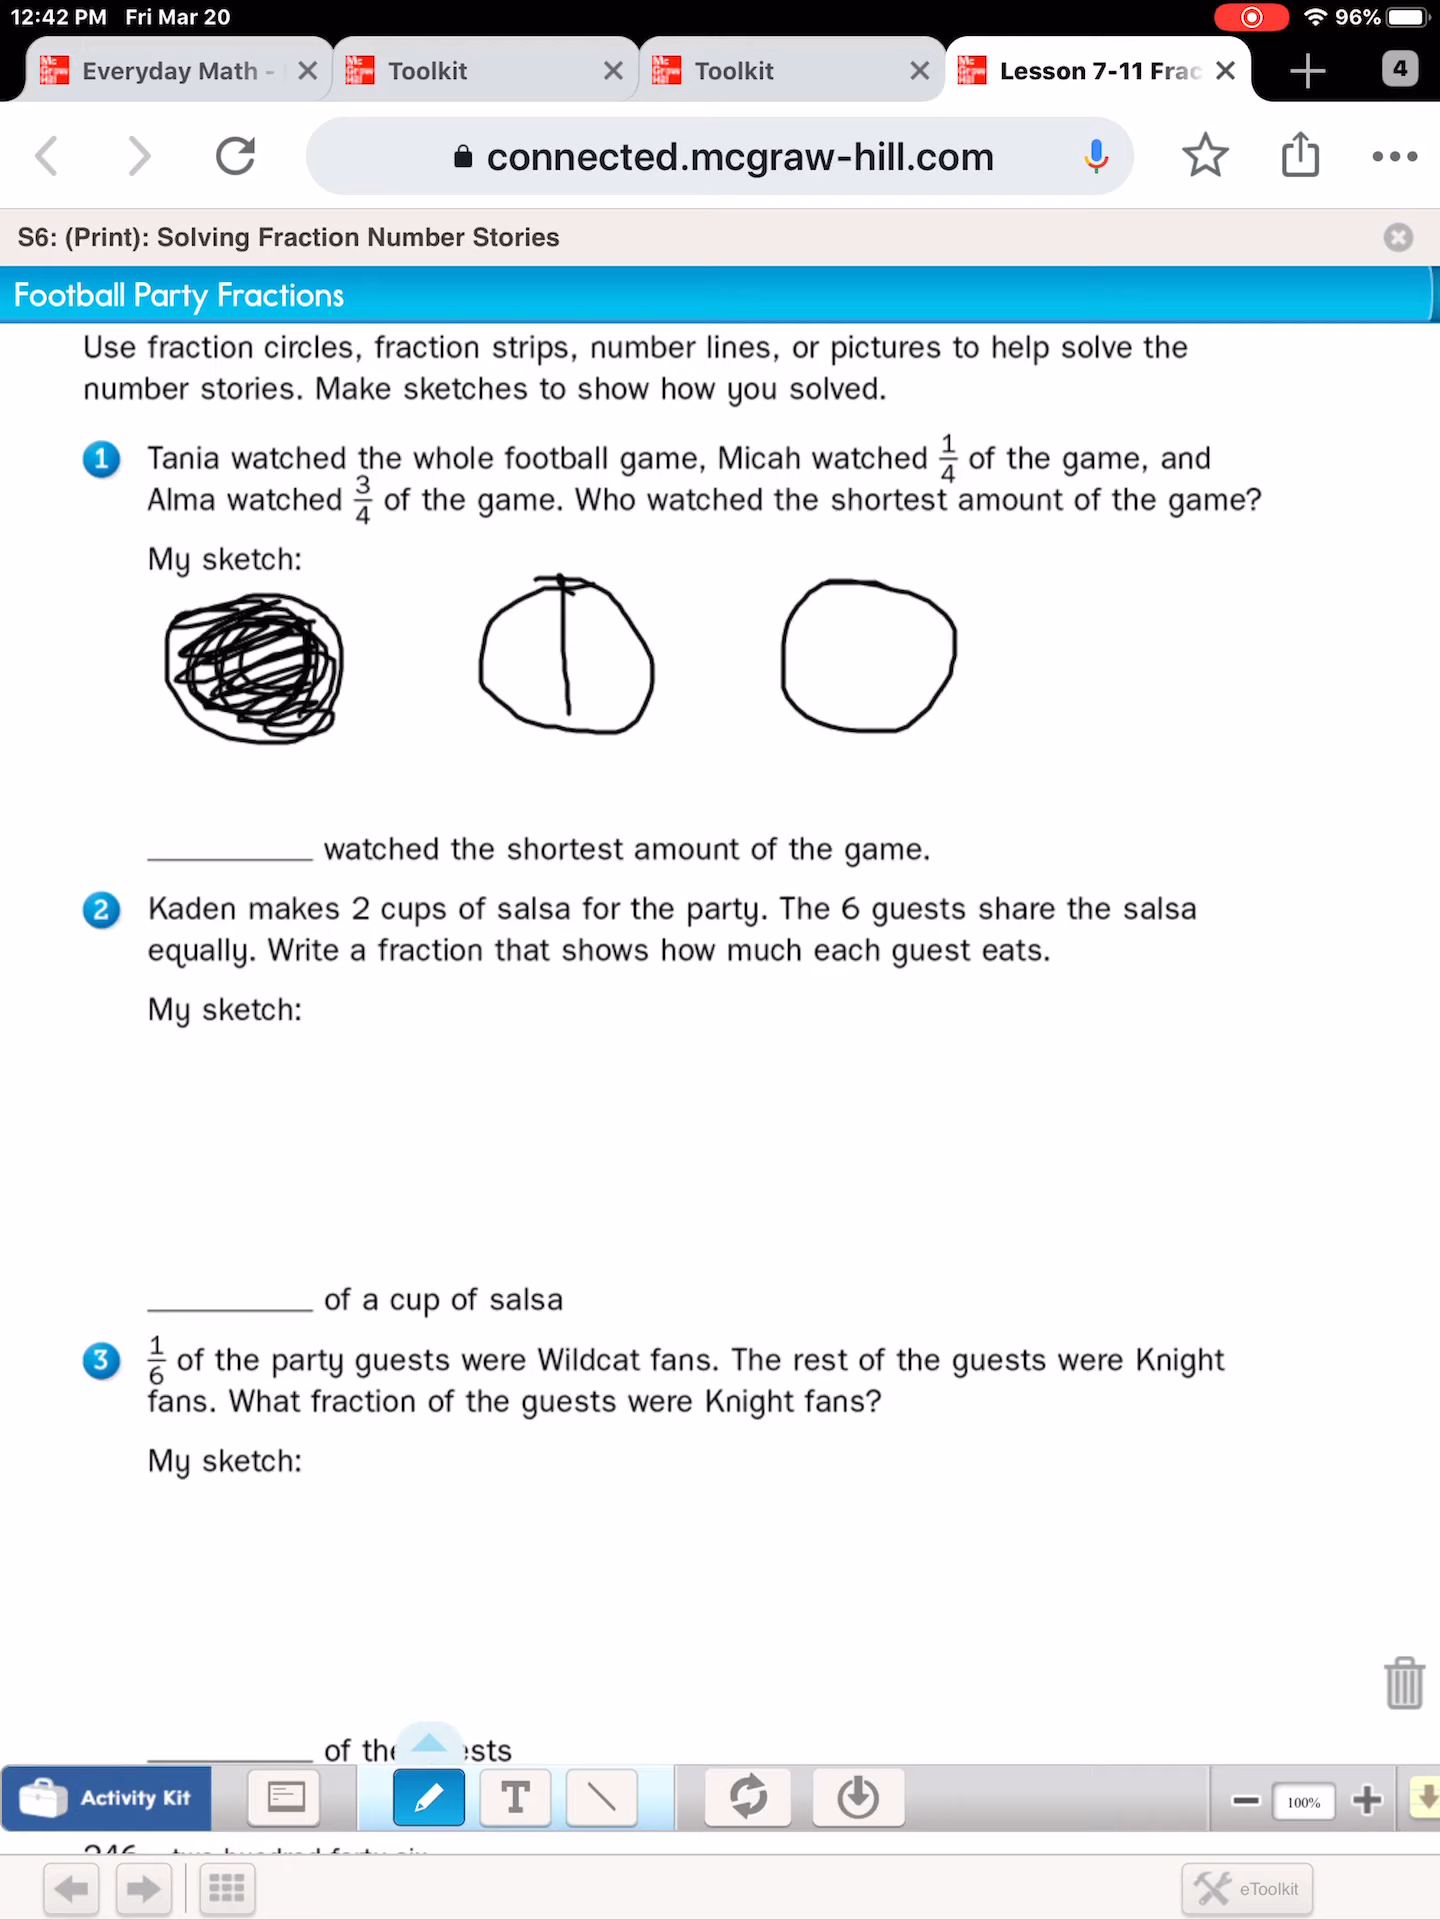 12:42 PM Fri Mar 20 96%
Everyday Math - Toolkit Toolkit Lesson 7-11 Frac 4
connected.mcgraw-hill.com
S6: (Print): Solving Fraction Number Stories
Football Party Fractions
Use fraction circles, fraction strips, number lines, or pictures to help solve the
number stories. Make sketches to show how you solved.
1 Tania watched the whole football game, Micah watched 1/4 of the game, and
Alma watched 3/4 of the game. Who watched the shortest amount of the game?
My sketch:
__________ watched the shortest amount of the game.
2 Kaden makes 2 cups of salsa for the party. The 6 guests share the salsa
equally. Write a fraction that shows how much each guest eats.
My sketch:
__________ of a cup of salsa
3 1/6 of the party guests were Wildcat fans. The rest of the guests were Knight
fans. What fraction of the guests were Knight fans?
My sketch:
__________ of the ests
Activity Kit T 100%
eToolkit